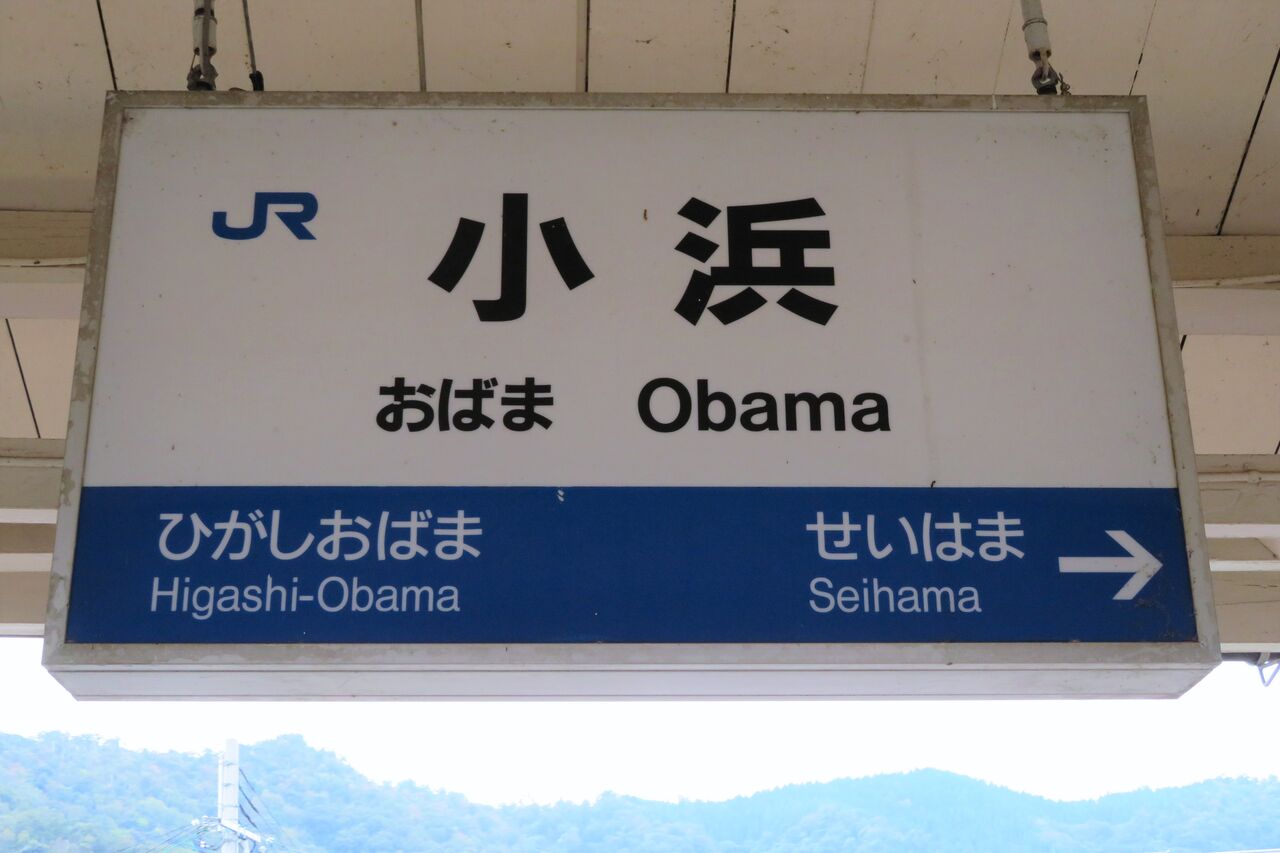 JR
小浜
おばま Obama
ひがしおばま せいはま →
Higashi-Obama Seihama